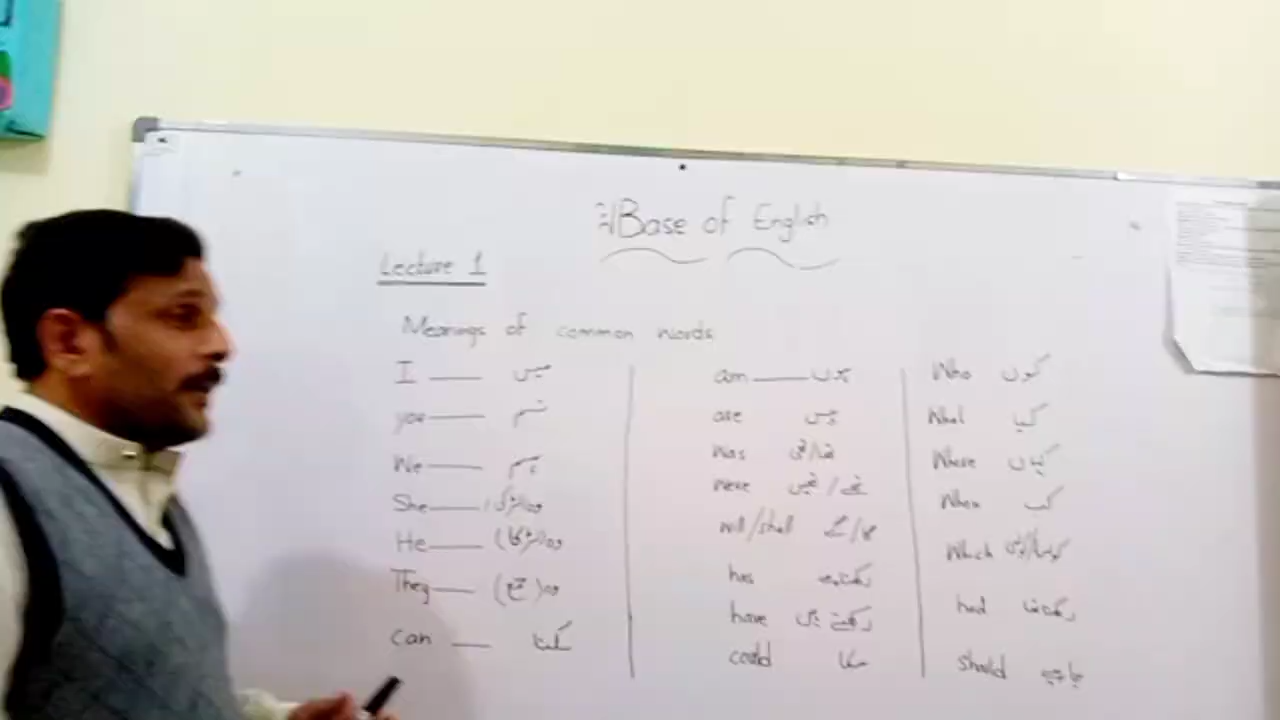 Base of English
Lecture 1
Meanings of common words
I ــــ میں
you ــــ تم
We ــــ ہم
She ــــ وہ (لڑکی)
He ــــ وہ (لڑکا)
They ــــ وہ (جمع)
can ــــ سکتا
am ــــ ہوں
are ہیں
was تھا/تھی
were تھے/تھیں
will/shall گا/گے
has رکھتا ہے
have رکھتے ہیں
could سکا
Who کون
What کیا
Where کہاں
When کب
Which کونسا/کونسی
had رکھتا تھا
should چاہیے